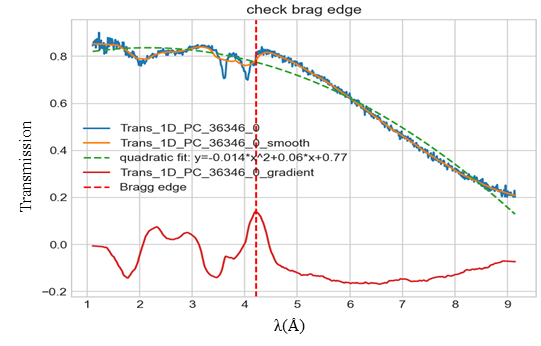 check brag edge
Transmission
0.8
0.6
0.4
0.2
0.0
−0.2
Trans_1D_PC_36346_0
Trans_1D_PC_36346_0_smooth
quadratic fit: y=-0.014*x^2+0.06*x+0.77
Trans_1D_PC_36346_0_gradient
Bragg edge
1 2 3 4 5 6 7 8 9
λ(Å)